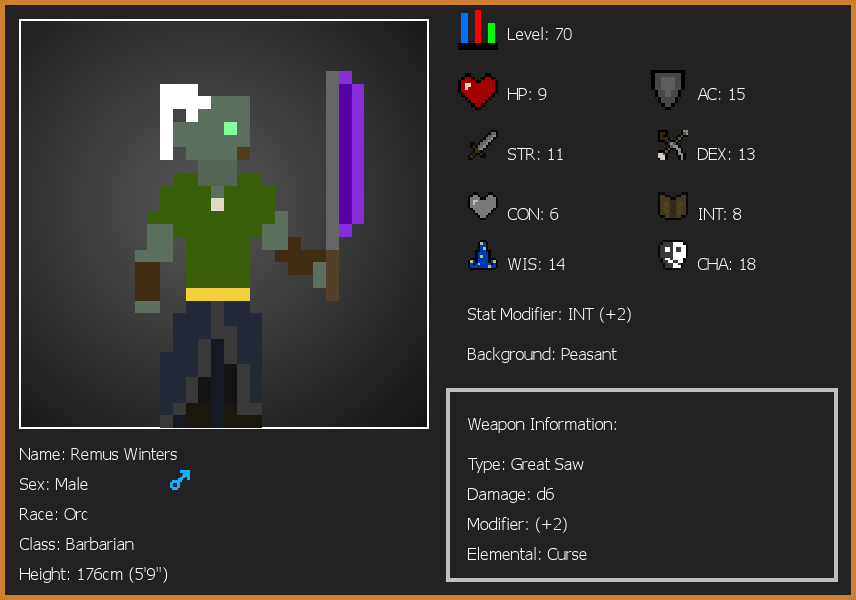 Level: 70
HP: 9
AC: 15
STR: 11
DEX: 13
CON: 6
INT: 8
WIS: 14
CHA: 18
Stat Modifier: INT (+2)
Background: Peasant
Weapon Information:
Type: Great Saw
Damage: d6
Modifier: (+2)
Elemental: Curse
Name: Remus Winters
Sex: Male
Race: Orc
Class: Barbarian
Height: 176cm (5'9")